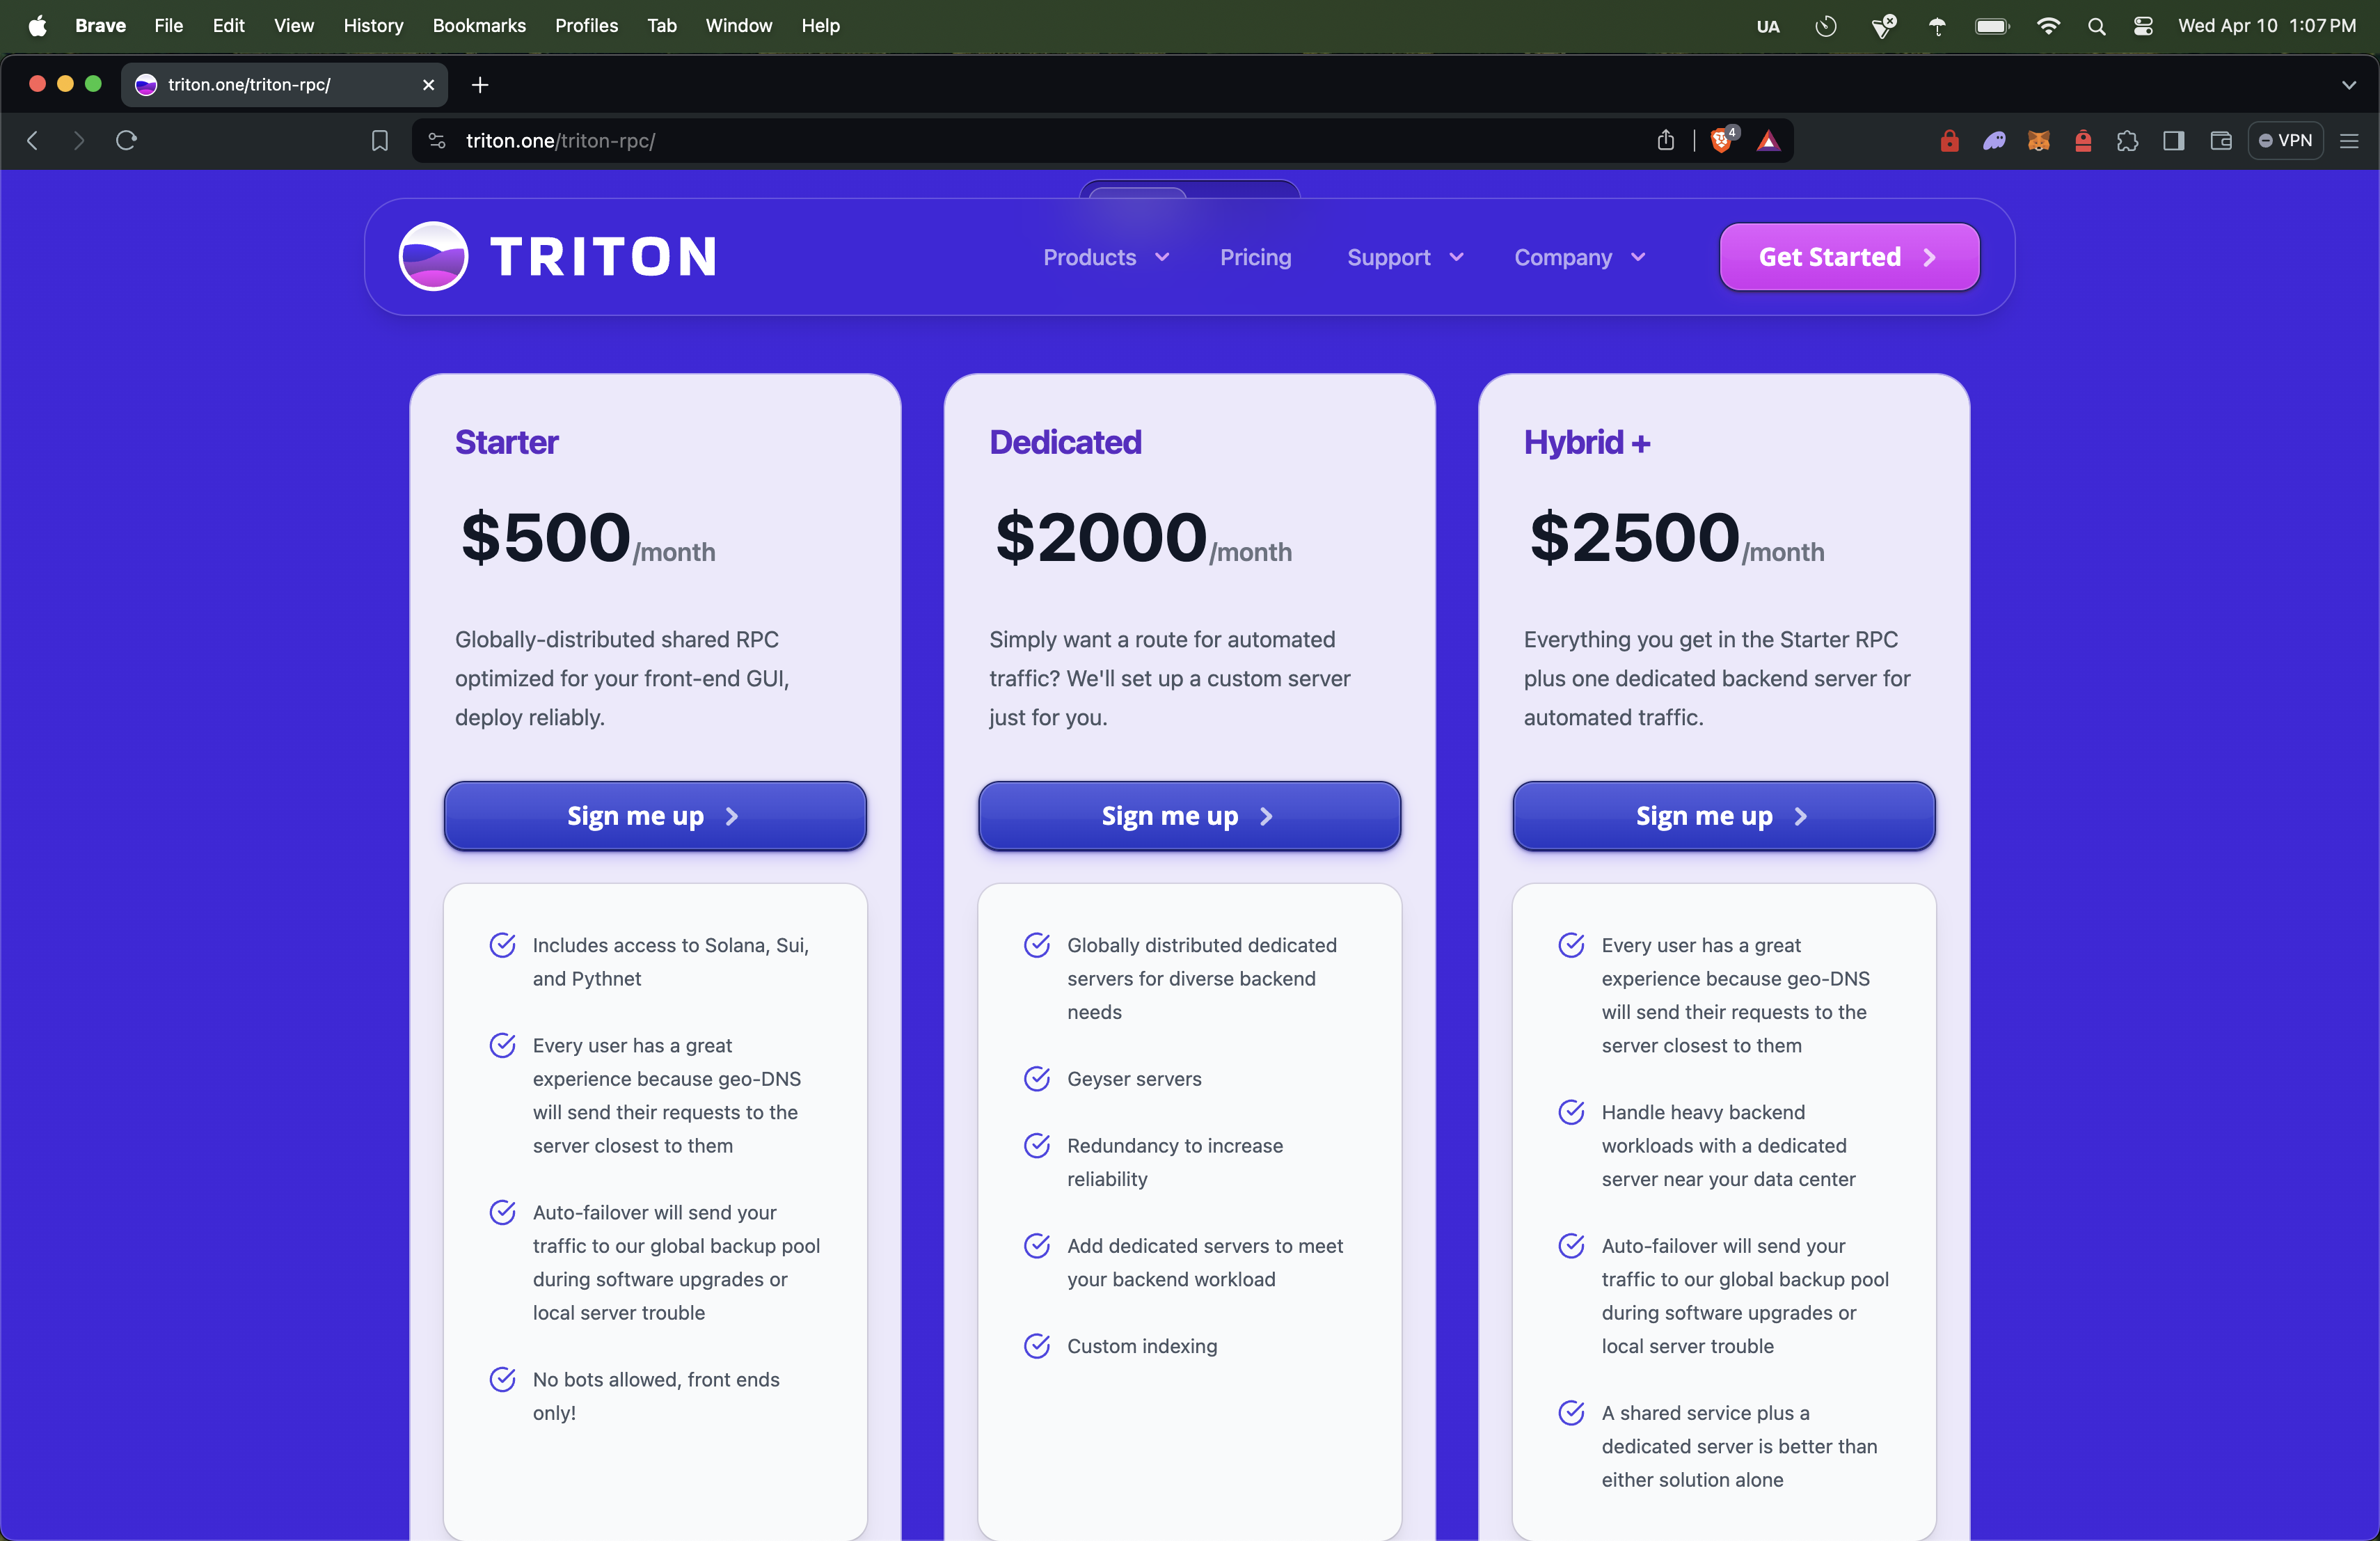 Brave File Edit View History Bookmarks Profiles Tab Window Help UA Wed Apr 10 1:07 PM
triton.one/triton-rpc/
triton.one/triton-rpc/ 4 VPN
TRITON Products Pricing Support Company Get Started
Starter
$500/month
Globally-distributed shared RPC
optimized for your front-end GUI,
deploy reliably.
Sign me up
Includes access to Solana, Sui,
and Pythnet
Every user has a great
experience because geo-DNS
will send their requests to the
server closest to them
Auto-failover will send your
traffic to our global backup pool
during software upgrades or
local server trouble
No bots allowed, front ends
only!
Dedicated
$2000/month
Simply want a route for automated
traffic? We'll set up a custom server
just for you.
Sign me up
Globally distributed dedicated
servers for diverse backend
needs
Geyser servers
Redundancy to increase
reliability
Add dedicated servers to meet
your backend workload
Custom indexing
Hybrid +
$2500/month
Everything you get in the Starter RPC
plus one dedicated backend server for
automated traffic.
Sign me up
Every user has a great
experience because geo-DNS
will send their requests to the
server closest to them
Handle heavy backend
workloads with a dedicated
server near your data center
Auto-failover will send your
traffic to our global backup pool
during software upgrades or
local server trouble
A shared service plus a
dedicated server is better than
either solution alone